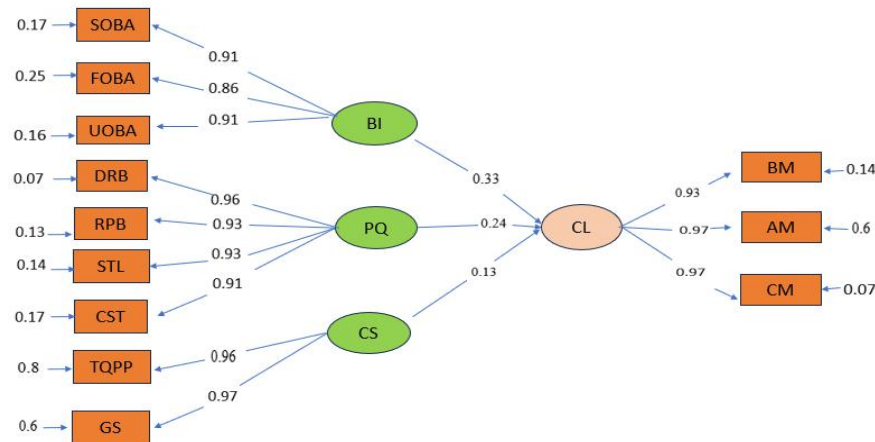 0.17 SOBA
0.91
0.25 FOBA
0.86
0.91
0.16 UOBA
BI
0.07 DRB
0.96
0.33
0.13 RPB
0.93
PQ
0.24
CL
0.14 STL
0.93
0.91
0.17 CST
0.13
CS
0.8 TQPP
0.96
0.97
0.6 GS
BM 0.14
0.93
AM 0.6
0.97
0.97
CM 0.07